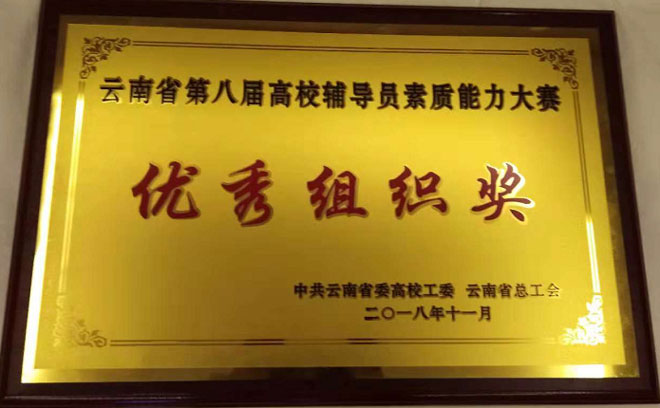 云南省第八届高校辅导员素质能力大赛
优秀组织奖
中共云南省委高校工委 云南省总工会
二〇一八年十一月